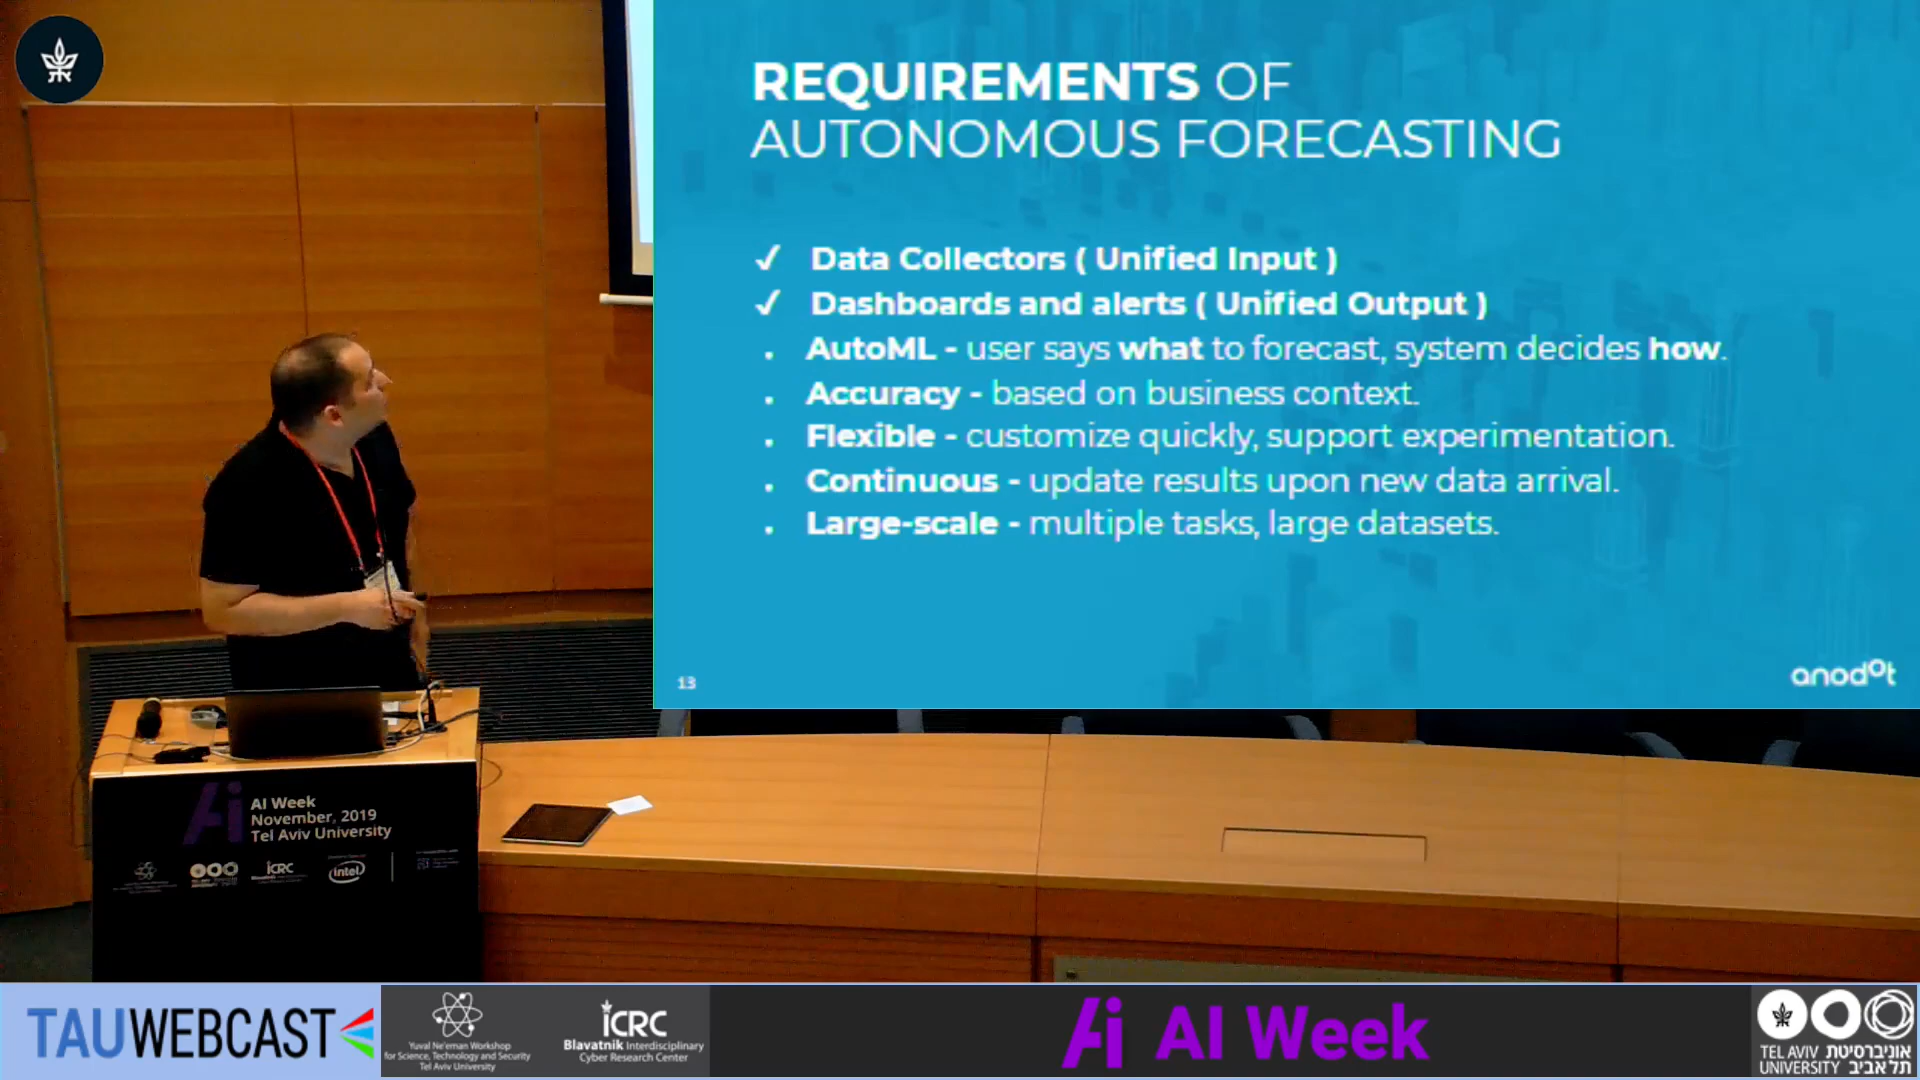 REQUIREMENTS OF
AUTONOMOUS FORECASTING
✓ Data Collectors ( Unified Input )
✓ Dashboards and alerts ( Unified Output )
. AutoML - user says what to forecast, system decides how.
. Accuracy - based on business context.
. Flexible - customize quickly, support experimentation.
. Continuous - update results upon new data arrival.
. Large-scale - multiple tasks, large datasets.
13
anodot
Ai
AI Week
November, 2019
Tel Aviv University
iCRC
intel
TAUWEBCAST
Yuval Ne'eman Workshop
for Science, Technology and Security
Tel Aviv University
iCRC
Blavatnik Interdisciplinary
Cyber Research Center
Ai AI Week
TEL AVIV אוניברסיטת
UNIVERSITY תל אביב